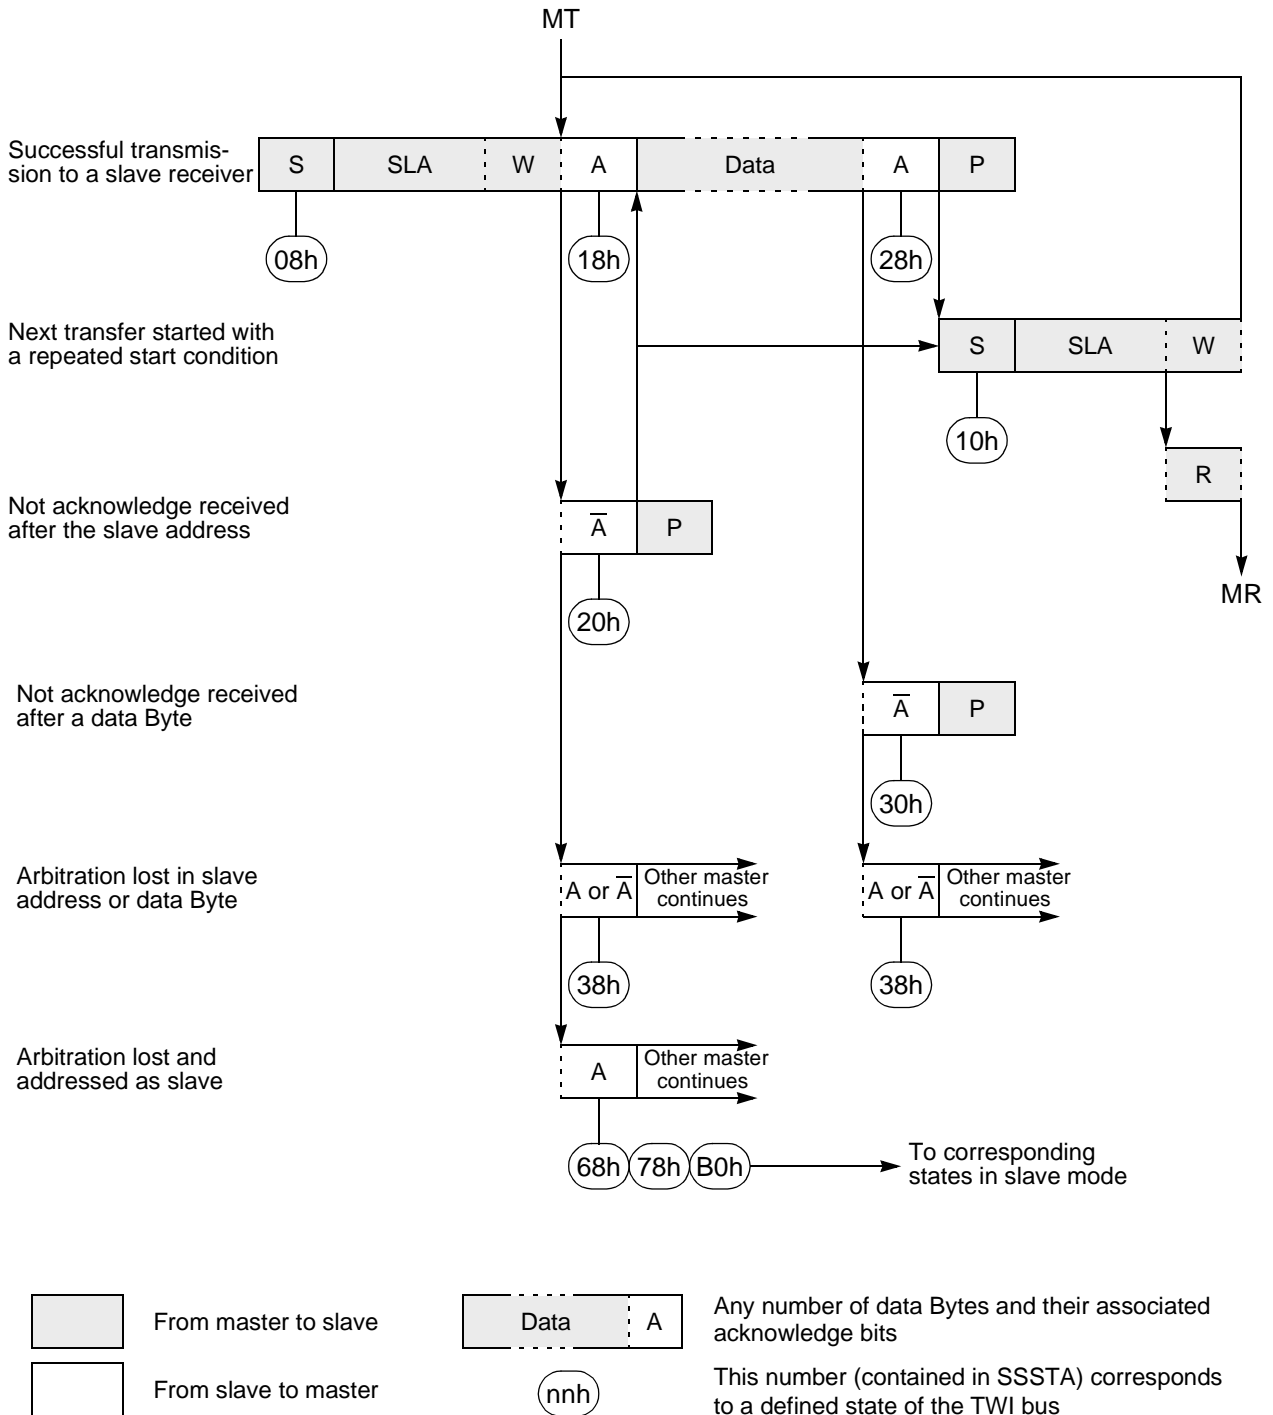 MT
Successful transmis-
sion to a slave receiver
S SLA W A Data A P
08h 18h 28h
Next transfer started with
a repeated start condition
S SLA W
10h
R
MR
Not acknowledge received
after the slave address
A̅ P
20h
Not acknowledge received
after a data Byte
A̅ P
30h
Arbitration lost in slave
address or data Byte
A or A̅ Other master
continues
A or A̅ Other master
continues
38h 38h
Arbitration lost and
addressed as slave
A Other master
continues
68h 78h B0h
To corresponding
states in slave mode
From master to slave
Data A
Any number of data Bytes and their associated
acknowledge bits
From slave to master
nnh
This number (contained in SSSTA) corresponds
to a defined state of the TWI bus